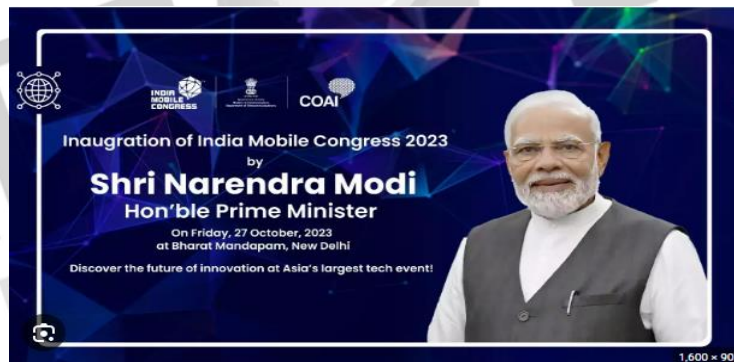 INDIA
MOBILE
CONGRESS
COAI
Inaugration of India Mobile Congress 2023
by
Shri Narendra Modi
Hon'ble Prime Minister
On Friday, 27 October, 2023
at Bharat Mandapam, New Delhi
Discover the future of innovation at Asia's largest tech event!
1,600 × 90